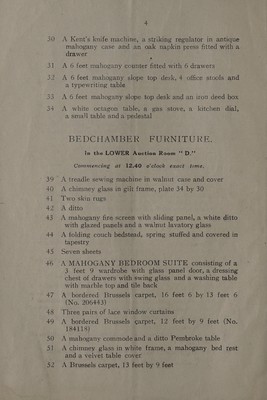 4
30 A Kent's knife machine, a striking regulator in antique
mahogany case and an oak napkin press fitted with a
drawer
31 A 6 feet mahogany counter fitted with 6 drawers
32 A 6 feet mahogany slope top desk, 4 office stools and
a typewriting table
33 A 6 feet mahogany slope top desk and an iron deed box
34 A white octagon table, a gas stove, a kitchen dial,
a small table and a pedestal
BEDCHAMBER FURNITURE.
In the LOWER Auction Room "D."
Commencing at 12.40 o'clock exact time.
39 A treadle sewing machine in walnut case and cover
40 A chimney glass in gilt frame, plate 34 by 30
41 Two skin rugs
42 A ditto
43 A mahogany fire screen with sliding panel, a white ditto
with glazed panels and a walnut lavatory glass
44 A folding couch bedstead, spring stuffed and covered in
tapestry
45 Seven sheets
46 A MAHOGANY BEDROOM SUITE consisting of a
3 feet 9 wardrobe with glass panel door, a dressing
chest of drawers with swing glass and a washing table
with marble top and tile back
47 A bordered Brussels carpet, 16 feet 6 by 13 feet 6
(No. 206443)
48 Three pairs of lace window curtains
49 A bordered Brussels carpet, 12 feet by 9 feet (No.
184114)
50 A mahogany commode and a ditto Pembroke table
51 A chimney glass in white frame, a mahogany bed rest
and a velvet table cover
52 A Brussels carpet, 13 feet by 9 feet